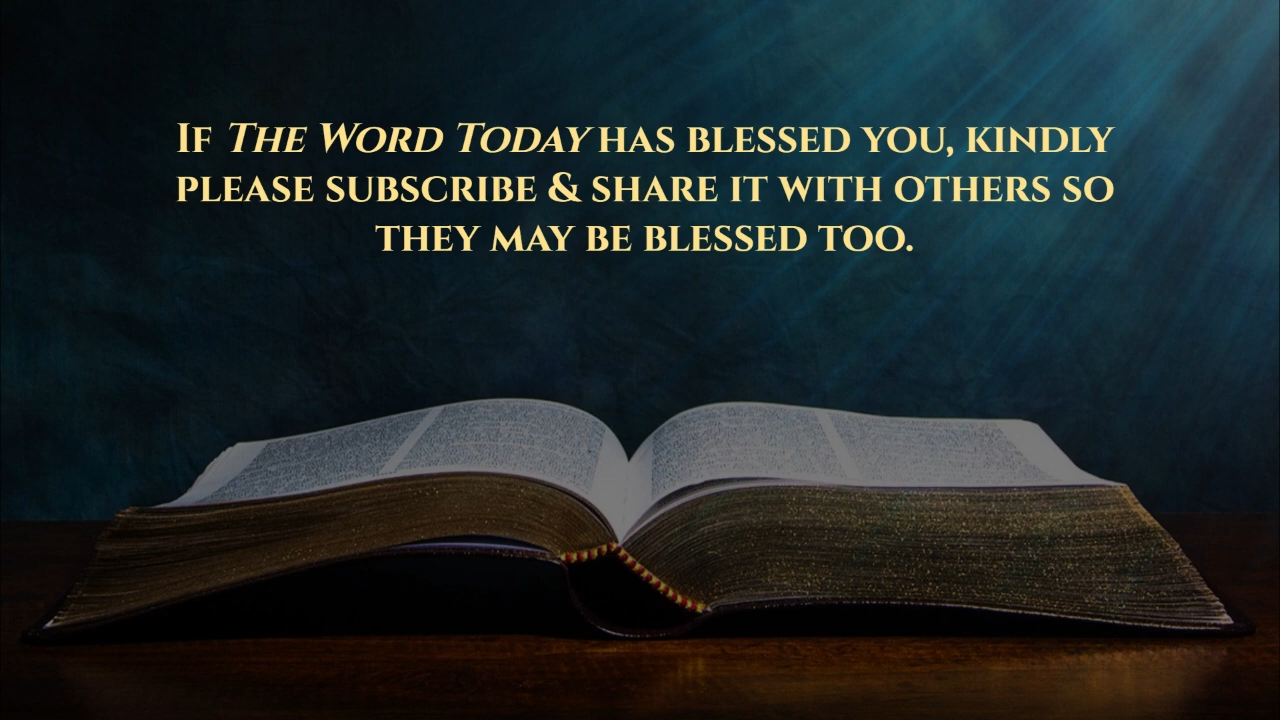 If The Word Today has blessed you, kindly
please subscribe & share it with others so
they may be blessed too.